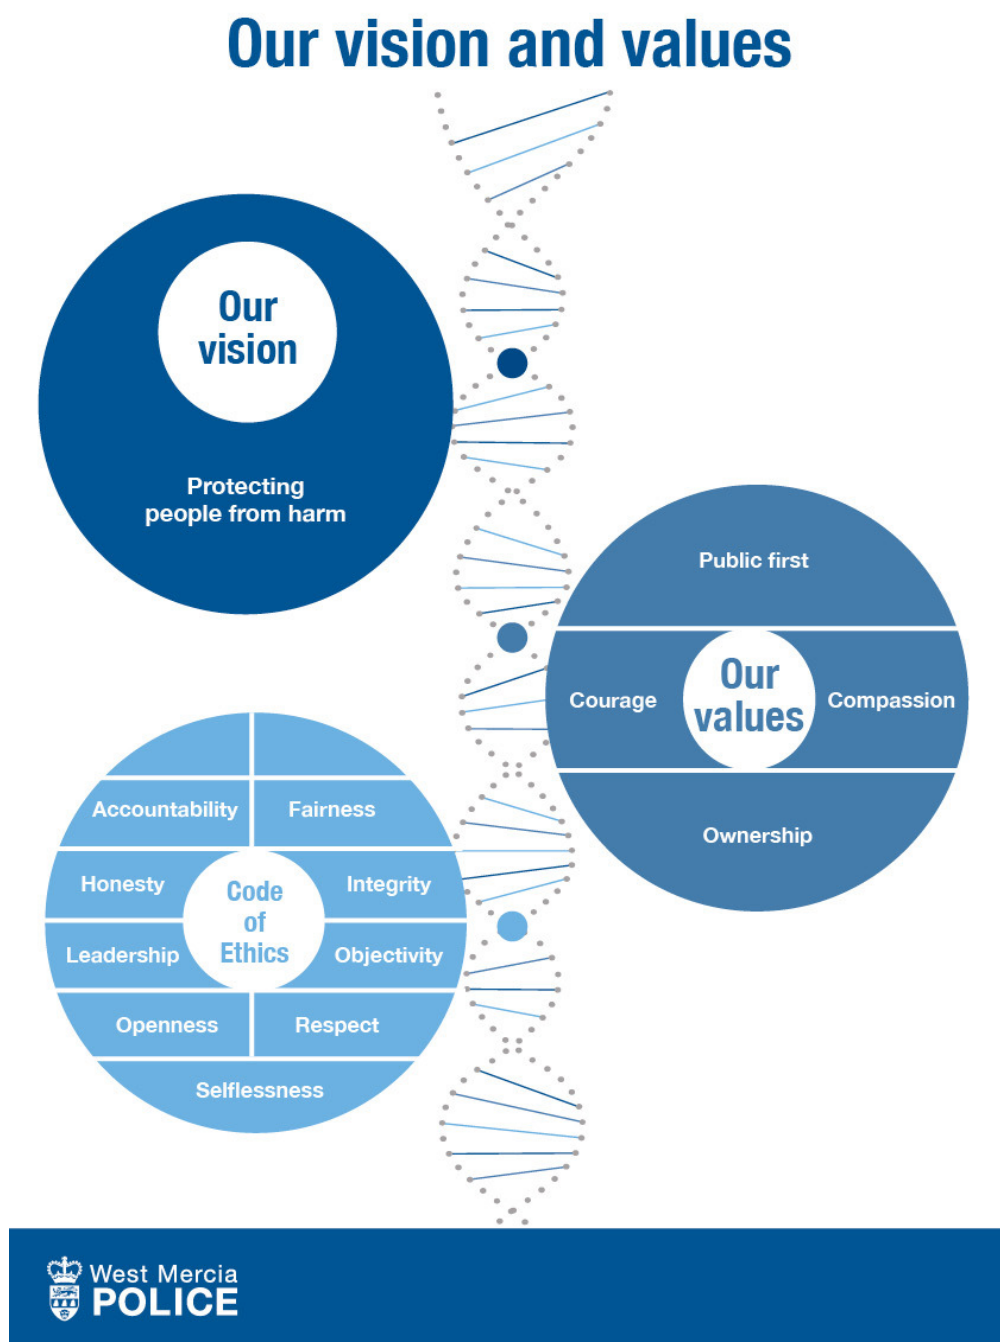 Our vision and values
Our
vision
Protecting
people from harm
Public first
Courage
Our
values
Compassion
Ownership
Accountability
Fairness
Honesty
Code
of
Ethics
Integrity
Leadership
Objectivity
Openness
Respect
Selflessness
West Mercia
POLICE